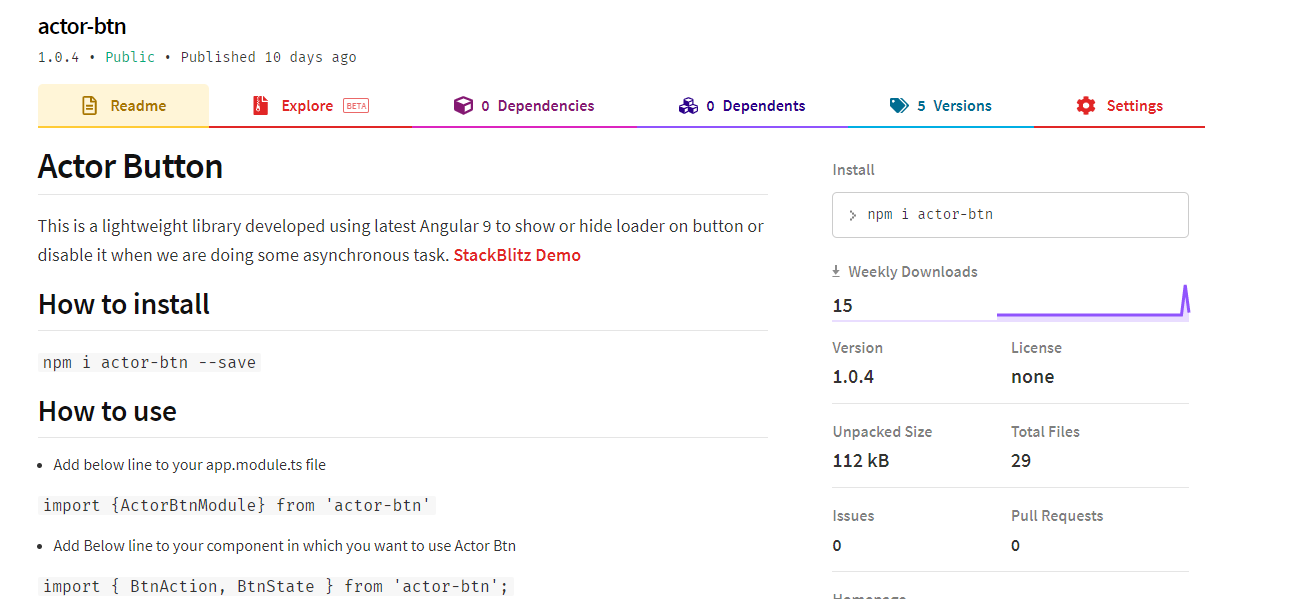 actor-btn
1.0.4 • Public • Published 10 days ago
Readme
Explore BETA
0 Dependencies
0 Dependents
5 Versions
Settings
Actor Button
This is a lightweight library developed using latest Angular 9 to show or hide loader on button or
disable it when we are doing some asynchronous task. StackBlitz Demo
How to install
npm i actor-btn --save
How to use
• Add below line to your app.module.ts file
import {ActorBtnModule} from 'actor-btn'
• Add Below line to your component in which you want to use Actor Btn
import { BtnAction, BtnState } from 'actor-btn';
Install
> npm i actor-btn
Weekly Downloads
15
Version
1.0.4
License
none
Unpacked Size
112 kB
Total Files
29
Issues
0
Pull Requests
0
Homepage